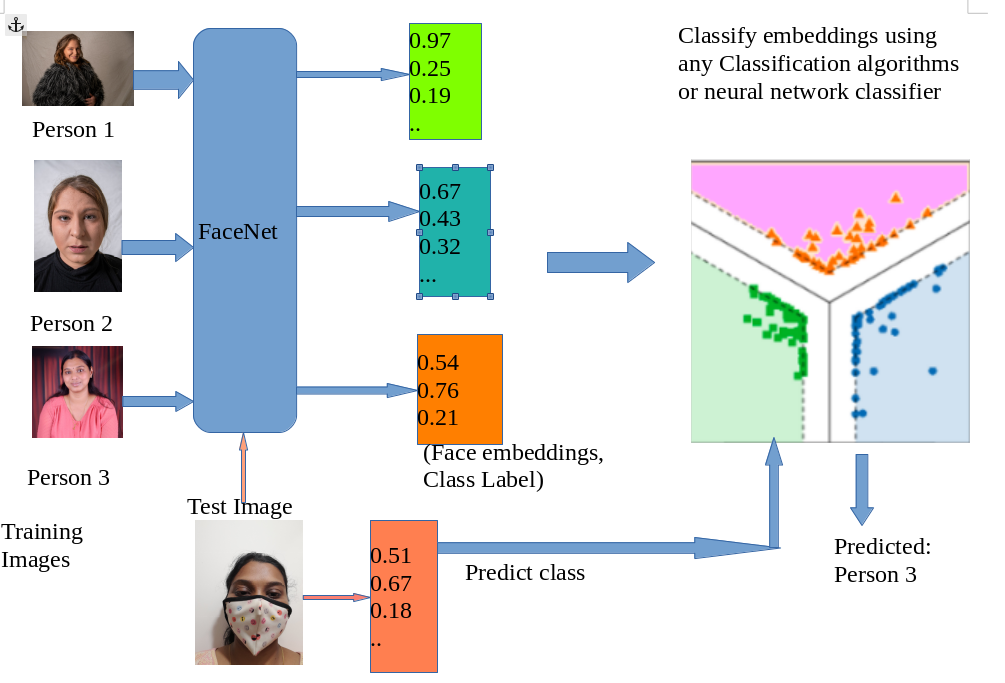 Person 1
Person 2
Person 3
Training
Images
FaceNet
Test Image
0.97
0.25
0.19
..
0.67
0.43
0.32
...
0.54
0.76
0.21
(Face embeddings,
Class Label)
0.51
0.67
0.18
..
Predict class
Classify embeddings using
any Classification algorithms
or neural network classifier
Predicted:
Person 3